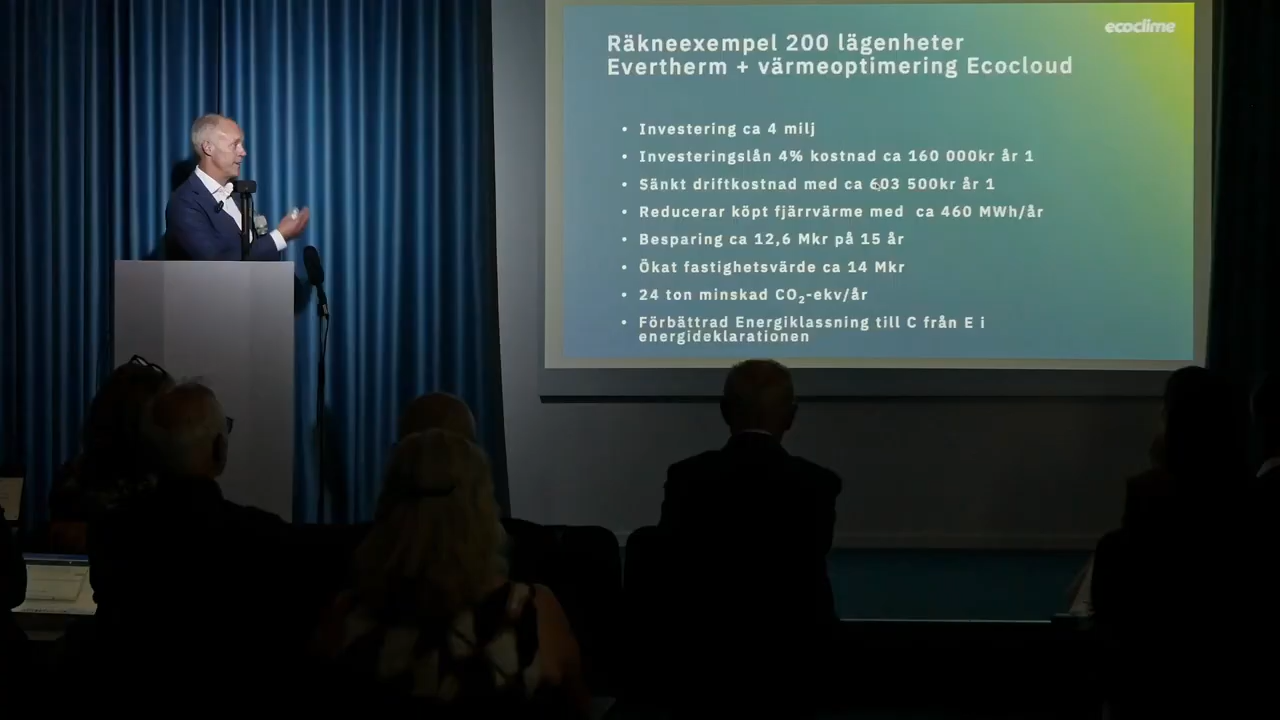 ecoclime
Räkneexempel 200 lägenheter
Evertherm + värmeoptimering Ecocloud
• Investering ca 4 milj
• Investeringslån 4% kostnad ca 160 000kr år 1
• Sänkt driftkostnad med ca 603 500kr år 1
• Reducerar köpt fjärrvärme med ca 460 MWh/år
• Besparing ca 12,6 Mkr på 15 år
• Ökat fastighetsvärde ca 14 Mkr
• 24 ton minskad CO₂-ekv/år
• Förbättrad Energiklassning till C från E i
energideklarationen